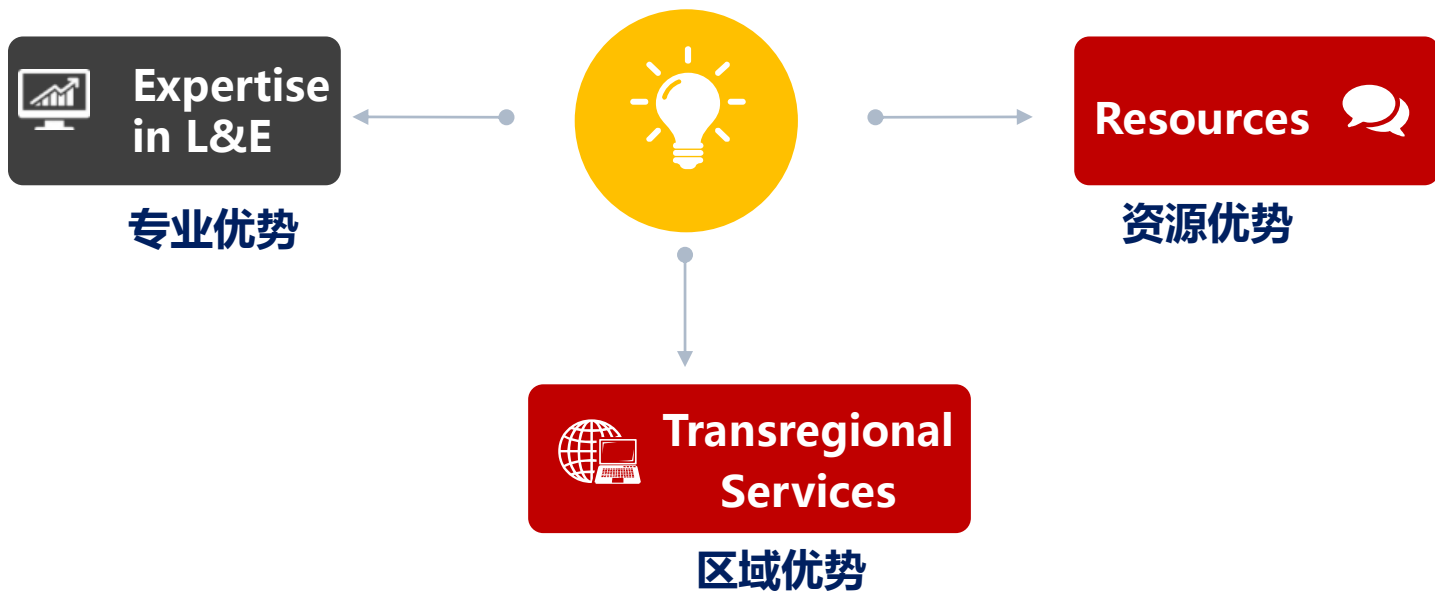 Expertise
in L&E
专业优势
Resources
资源优势
Transregional
Services
区域优势